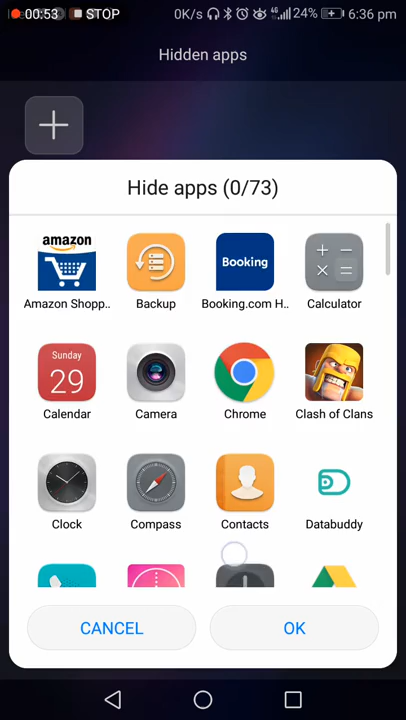 00:53 STOP 0K/s 4G 24% 6:36 pm
Hidden apps
Hide apps (0/73)
amazon Booking
Amazon Shopp.. Backup Booking.com H.. Calculator
Sunday
29
Calendar Camera Chrome Clash of Clans
Clock Compass Contacts Databuddy
CANCEL OK